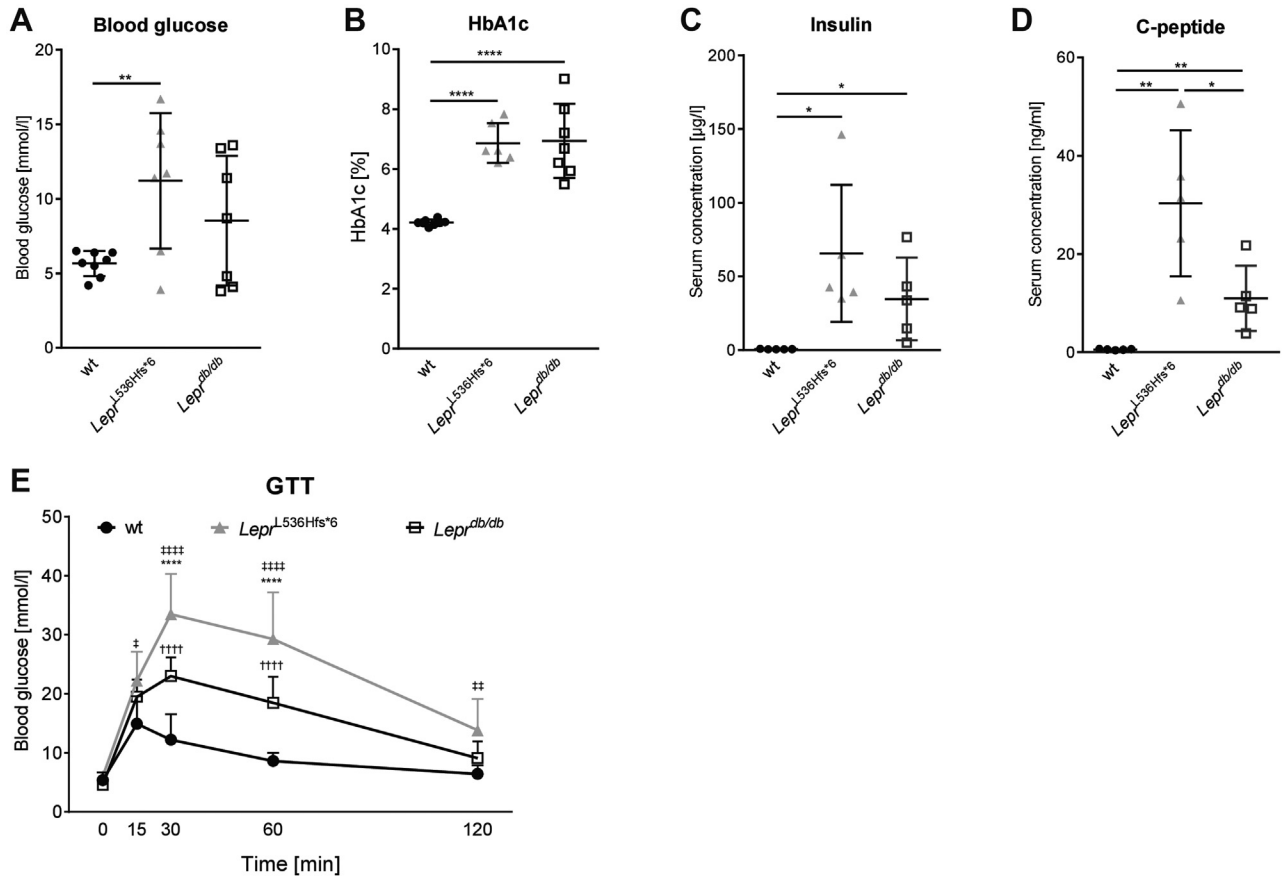 A
Blood glucose
Blood glucose [mmol/l]
20
15
10
5
0
**
wt
Lepr^L536Hfs*6
Lepr^db/db
B
HbA1c
HbA1c [%]
10
8
6
4
2
0
****
****
wt
Lepr^L536Hfs*6
Lepr^db/db
C
Insulin
Serum concentration [µg/l]
200
150
100
50
0
*
*
wt
Lepr^L536Hfs*6
Lepr^db/db
D
C-peptide
Serum concentration [ng/ml]
60
40
20
0
**
** *
wt
Lepr^L536Hfs*6
Lepr^db/db
E
GTT
wt Lepr^L536Hfs*6 Lepr^db/db
Blood glucose [mmol/l]
50
40
30
20
10
0
‡
‡‡‡‡
****
††††
‡‡‡‡
****
††††
‡‡
0 15 30 60 120
Time [min]